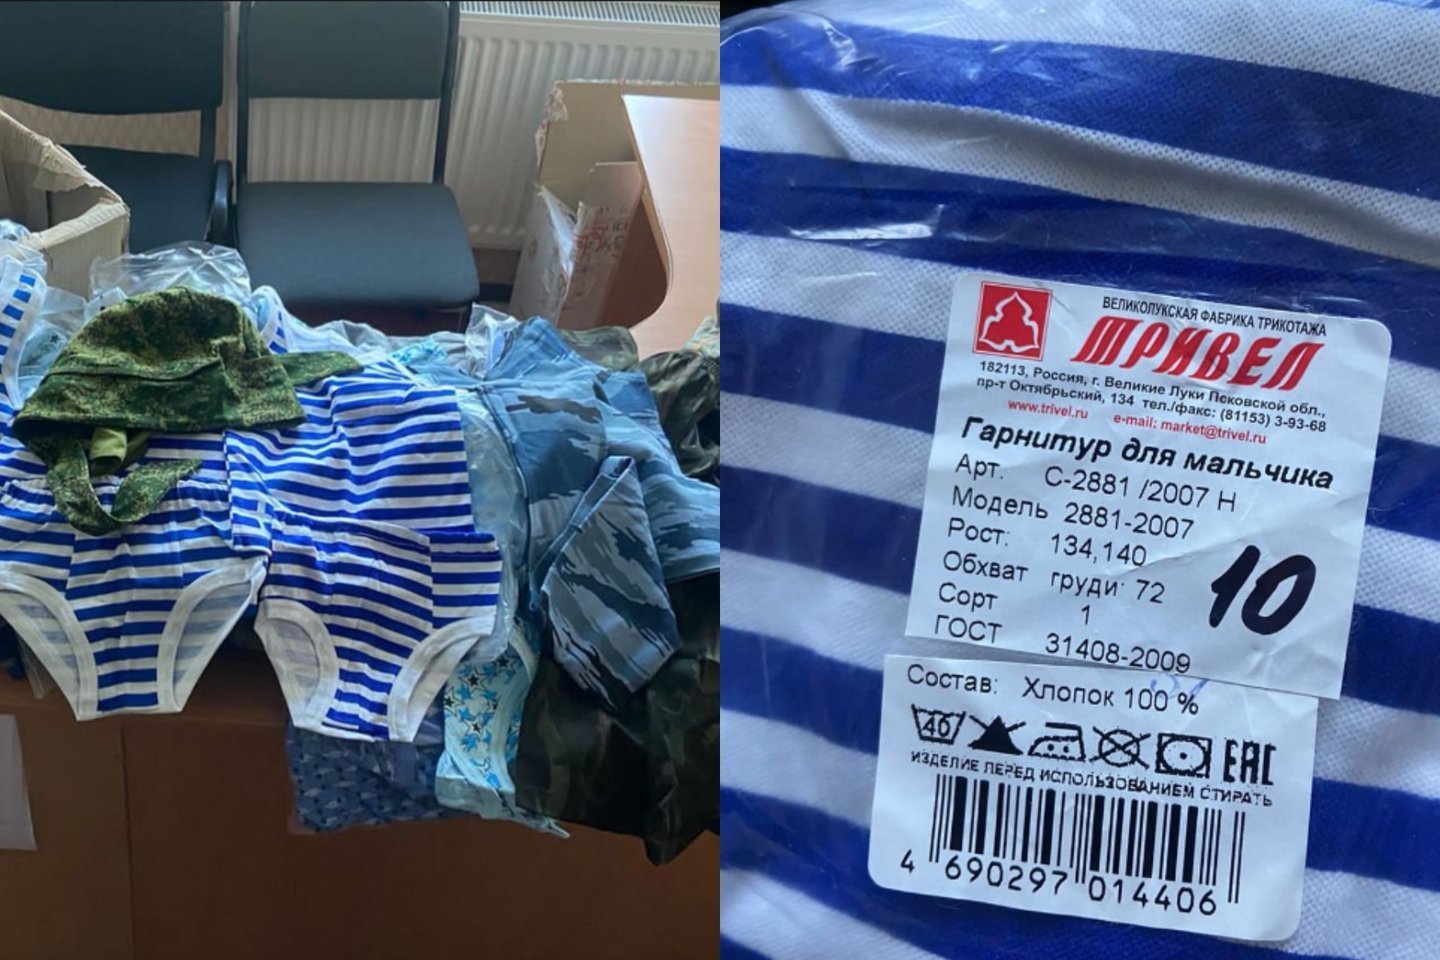 ВЕЛИКОЛУКСКАЯ ФАБРИКА ТРИКОТАЖА
ТРИВЕЛ
182113, Россия, г. Великие Луки Псковской обл.,
пр-т Октябрьский, 134 тел./факс: (81153) 3-93-68
www.trivel.ru e-mail: market@trivel.ru
Гарнитур для мальчика
Арт. С-2881 /2007 Н
Модель 2881-2007
Рост: 134,140
Обхват груди: 72
10
Сорт 1
ГОСТ 31408-2009
Состав: Хлопок 100 %
40
EAC
ИЗДЕЛИЕ ПЕРЕД ИСПОЛЬЗОВАНИЕМ СТИРАТЬ
4 690297 014406